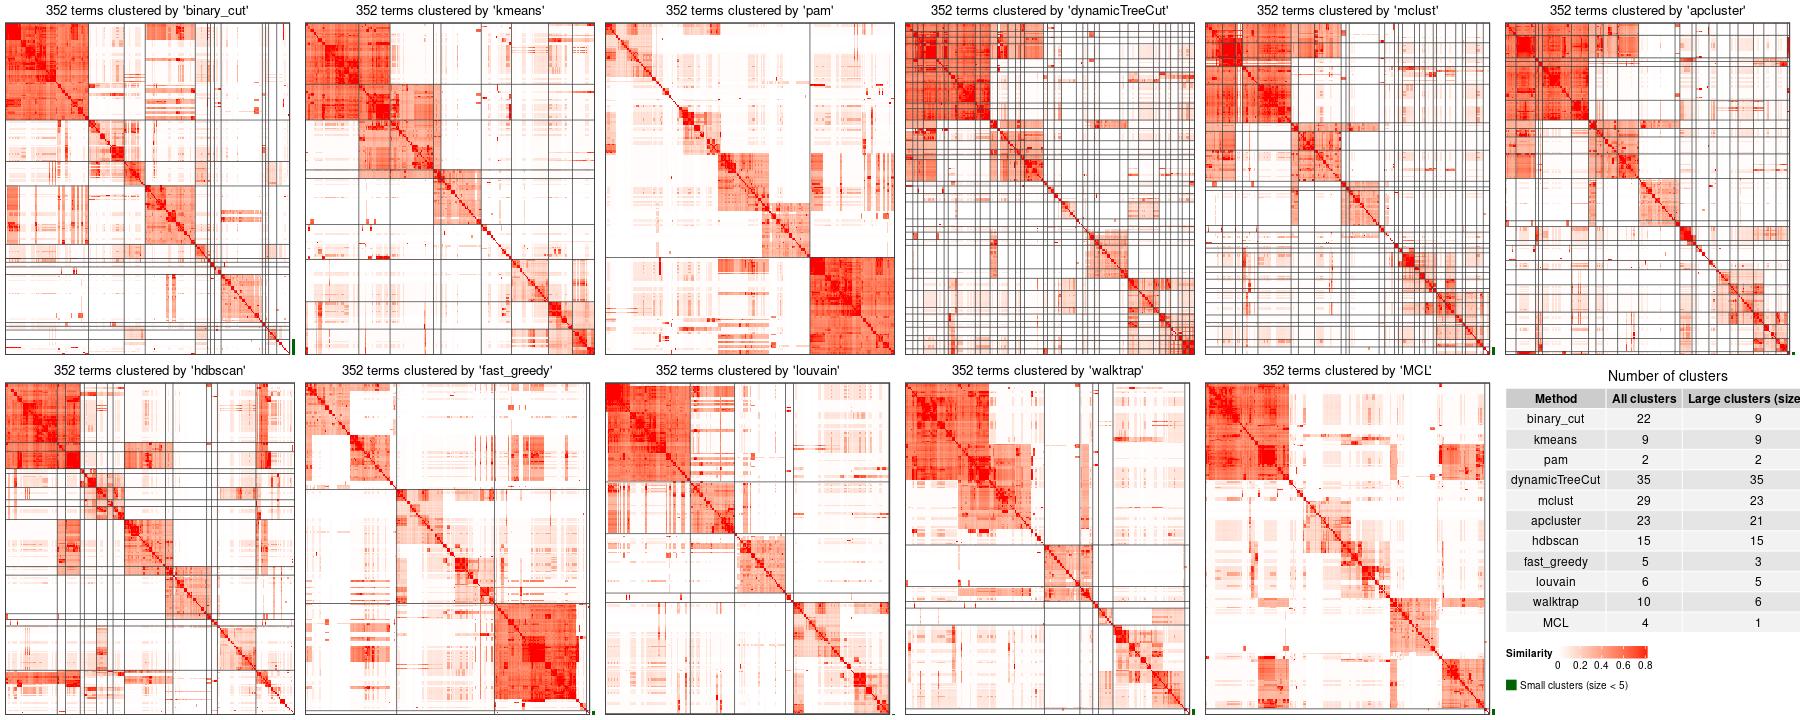 352 terms clustered by 'binary_cut'
352 terms clustered by 'kmeans'
352 terms clustered by 'pam'
352 terms clustered by 'dynamicTreeCut'
352 terms clustered by 'mclust'
352 terms clustered by 'apcluster'
352 terms clustered by 'hdbscan'
352 terms clustered by 'fast_greedy'
352 terms clustered by 'louvain'
352 terms clustered by 'walktrap'
352 terms clustered by 'MCL'
Number of clusters
Method All clusters Large clusters (size
binary_cut 22 9
kmeans 9 9
pam 2 2
dynamicTreeCut 35 35
mclust 29 23
apcluster 23 21
hdbscan 15 15
fast_greedy 5 3
louvain 6 5
walktrap 10 6
MCL 4 1
Similarity
0 0.2 0.4 0.6 0.8
Small clusters (size < 5)